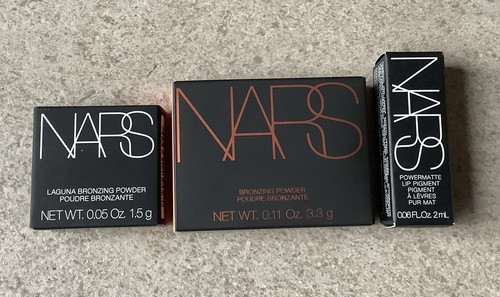 NARS
LAGUNA BRONZING POWDER
POUDRE BRONZANTE
NET WT. 0.05 Oz. 1.5 g
NARS
BRONZING POWDER
POUDRE BRONZANTE
NET WT. 0.11 Oz. 3.3 g
NARS
POWERMATTE
LIP PIGMENT
PIGMENT
À LÈVRES
PUR MAT
0.06 FL.Oz. 2 mL